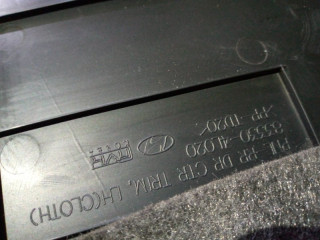 PNL-RR DR CTR TRIM, LH(CLOTH)
83350-4L020
>PP-TD20<